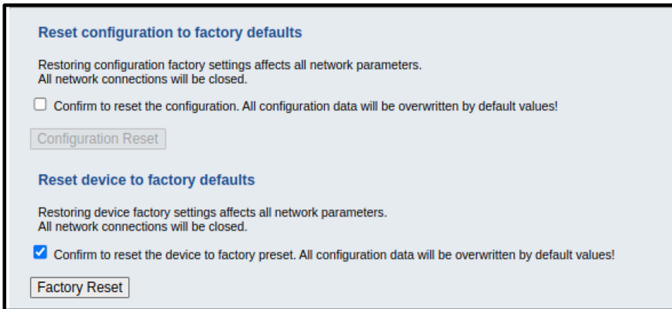 Reset configuration to factory defaults
Restoring configuration factory settings affects all network parameters.
All network connections will be closed.
Confirm to reset the configuration. All configuration data will be overwritten by default values!
Configuration Reset
Reset device to factory defaults
Restoring device factory settings affects all network parameters.
All network connections will be closed.
Confirm to reset the device to factory preset. All configuration data will be overwritten by default values!
Factory Reset